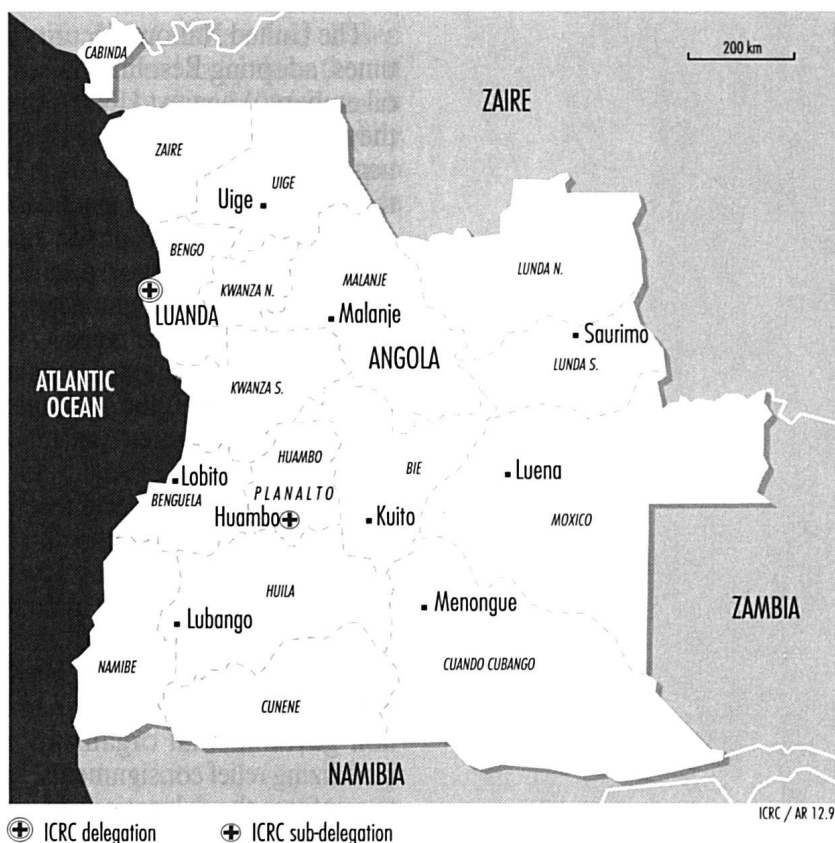 CABINDA
200 km
ZAIRE
ZAIRE
UIGE
Uige
BENGO
LUNDA N.
MALANJE
KWANZA N.
LUANDA
Malanje
Saurimo
ANGOLA
LUNDA S.
ATLANTIC
OCEAN
KWANZA S.
HUAMBO
BIE
Luena
Lobito
PLANALTO
BENGUELA
Huambo
Kuito
MOXICO
HUILA
Menongue
ZAMBIA
Lubango
NAMIBE
CUANDO CUBANGO
CUNENE
NAMIBIA
ICRC / AR 12.9
ICRC delegation
ICRC sub-delegation